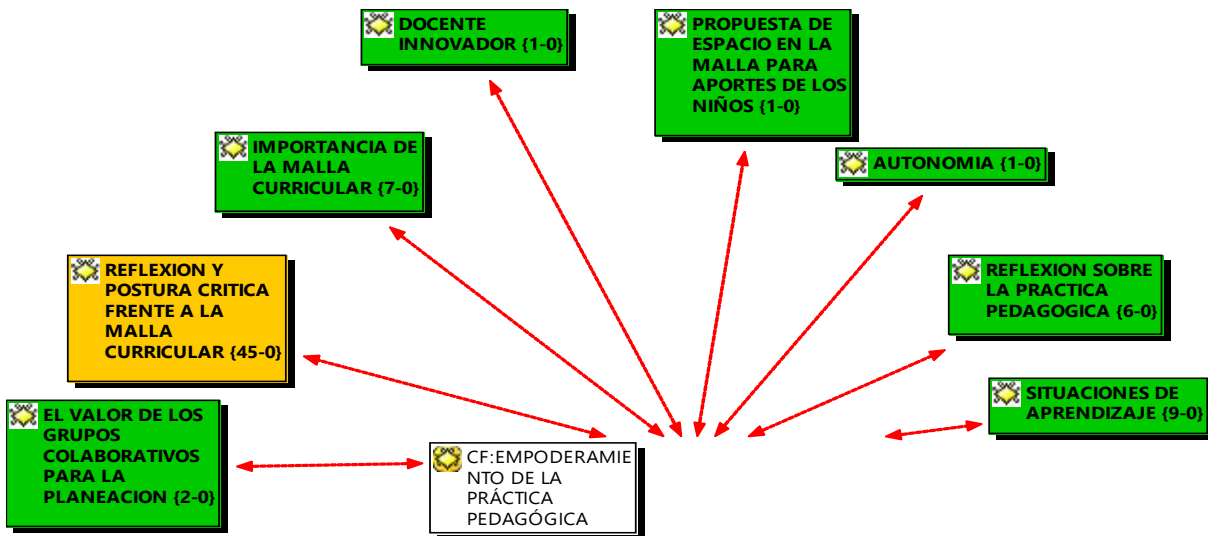 DOCENTE
INNOVADOR {1-0}
PROPUESTA DE
ESPACIO EN LA
MALLA PARA
APORTES DE LOS
NIÑOS {1-0}
IMPORTANCIA DE
LA MALLA
CURRICULAR {7-0}
AUTONOMIA {1-0}
REFLEXION Y
POSTURA CRITICA
FRENTE A LA
MALLA
CURRICULAR {45-0}
REFLEXION SOBRE
LA PRACTICA
PEDAGOGICA {6-0}
SITUACIONES DE
APRENDIZAJE {9-0}
EL VALOR DE LOS
GRUPOS
COLABORATIVOS
PARA LA
PLANEACION {2-0}
CF:EMPODERAMIE
NTO DE LA
PRÁCTICA
PEDAGÓGICA